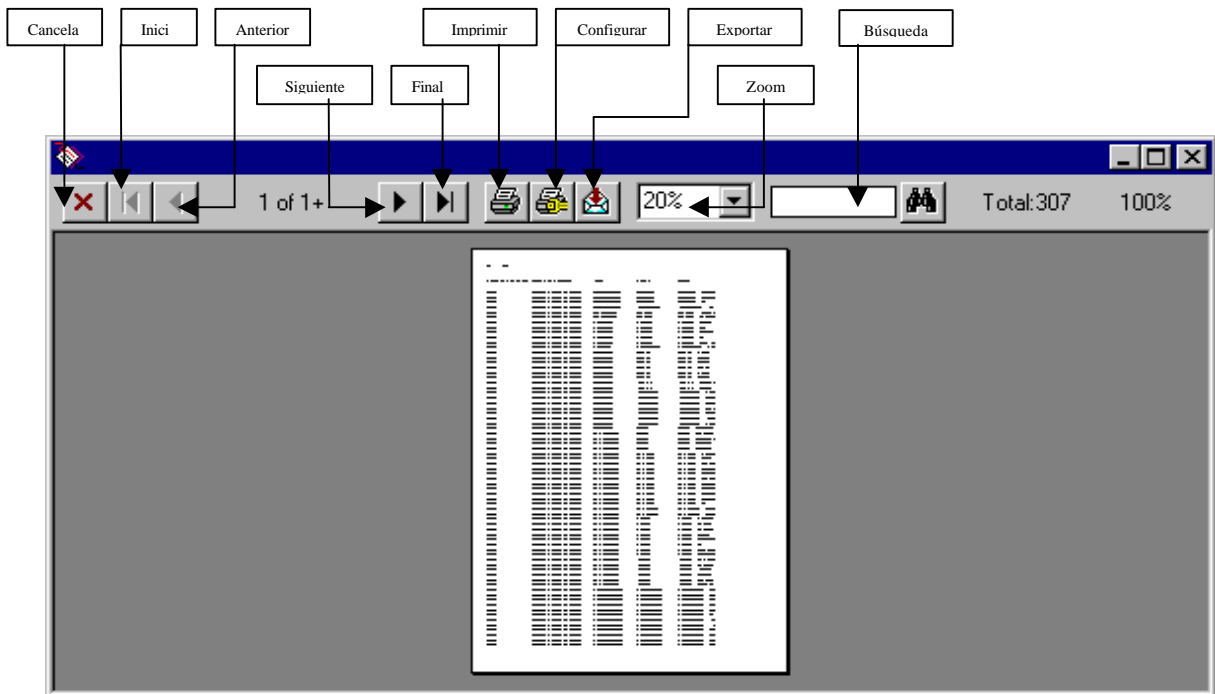 Cancela Inici Anterior Imprimir Configurar Exportar Búsqueda
Siguiente Final Zoom
1 of 1+ 20% Total:307 100%